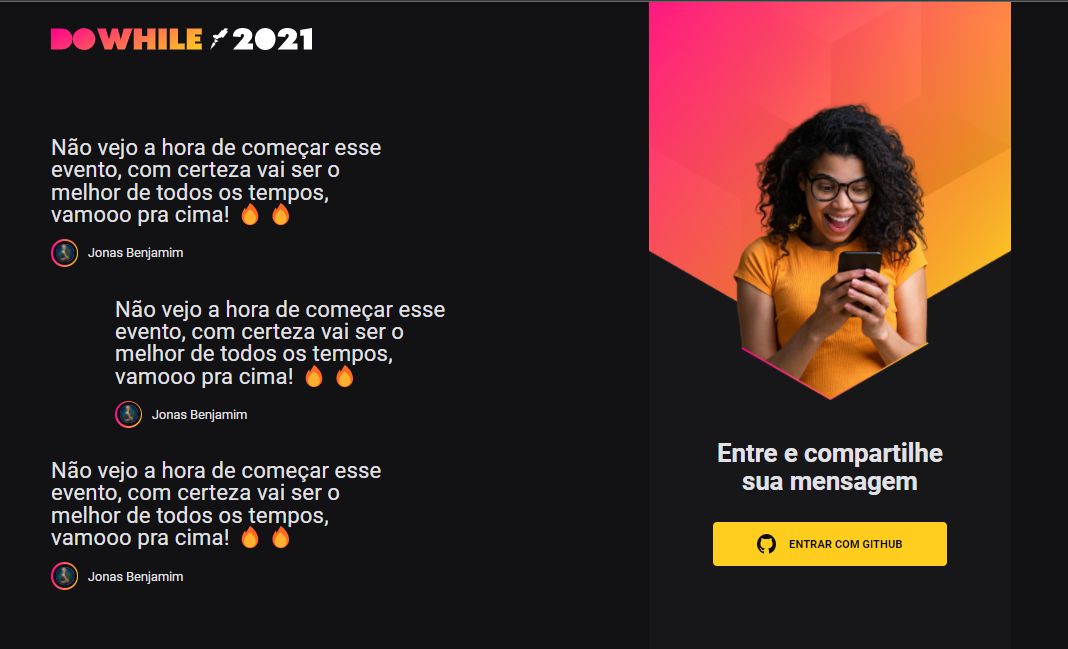 DOWHILE 2021
Não vejo a hora de começar esse
evento, com certeza vai ser o
melhor de todos os tempos,
vamooo pra cima! 🔥 🔥
Jonas Benjamim
Não vejo a hora de começar esse
evento, com certeza vai ser o
melhor de todos os tempos,
vamooo pra cima! 🔥 🔥
Jonas Benjamim
Não vejo a hora de começar esse
evento, com certeza vai ser o
melhor de todos os tempos,
vamooo pra cima! 🔥 🔥
Jonas Benjamim
Entre e compartilhe
sua mensagem
ENTRAR COM GITHUB